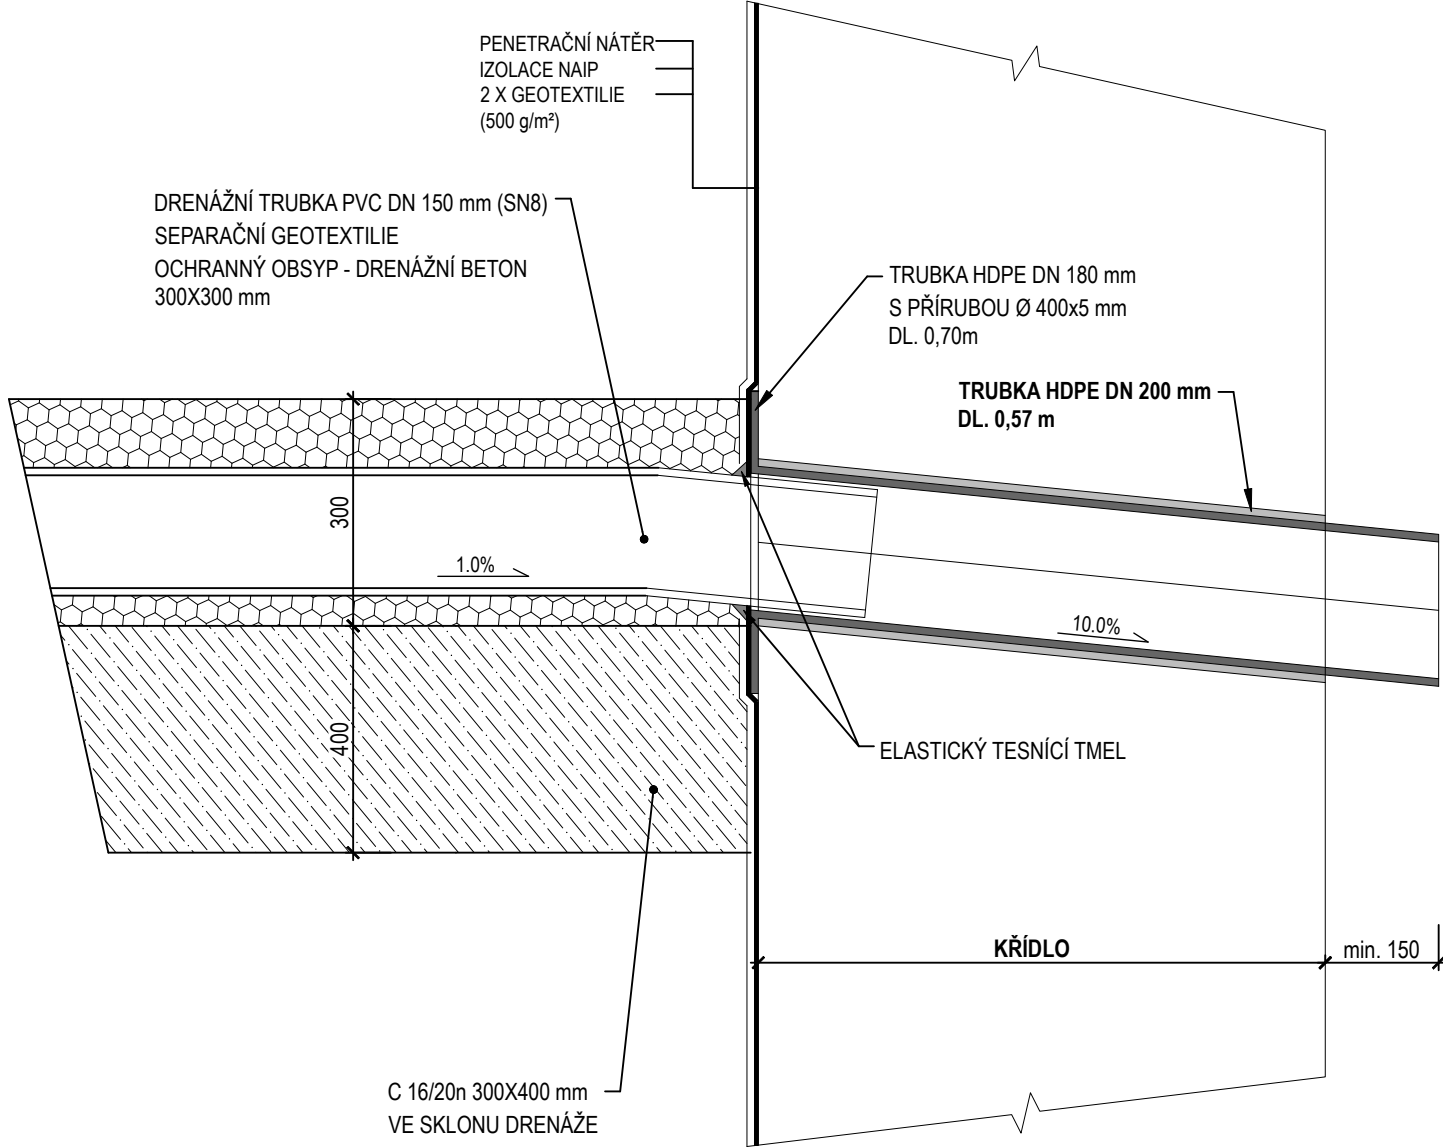 PENETRAČNÍ NÁTĚR
IZOLACE NAIP
2 X GEOTEXTILIE
(500 g/m²)
DRENÁŽNÍ TRUBKA PVC DN 150 mm (SN8)
SEPARAČNÍ GEOTEXTILIE
OCHRANNÝ OBSYP - DRENÁŽNÍ BETON
300X300 mm
TRUBKA HDPE DN 180 mm
S PŘÍRUBOU Ø 400x5 mm
DL. 0,70m
TRUBKA HDPE DN 200 mm
DL. 0,57 m
300
1.0%
10.0%
400
ELASTICKÝ TESNÍCÍ TMEL
KŘÍDLO
min. 150
C 16/20n 300X400 mm
VE SKLONU DRENÁŽE